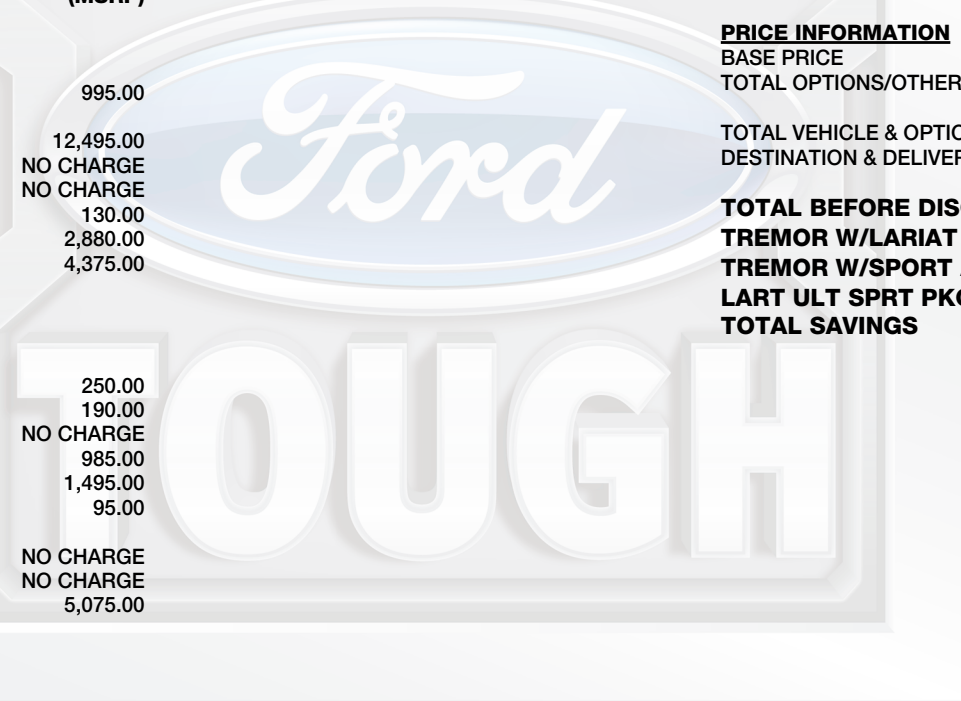 (MSRP)
995.00
12,495.00
NO CHARGE
NO CHARGE
130.00
2,880.00
4,375.00
250.00
190.00
NO CHARGE
985.00
1,495.00
95.00
NO CHARGE
NO CHARGE
5,075.00
PRICE INFORMATION
BASE PRICE
TOTAL OPTIONS/OTHER
TOTAL VEHICLE & OPTIO
DESTINATION & DELIVER
TOTAL BEFORE DISC
TREMOR W/LARIAT
TREMOR W/SPORT
LART ULT SPRT PKG
TOTAL SAVINGS
Ford
TOUGH